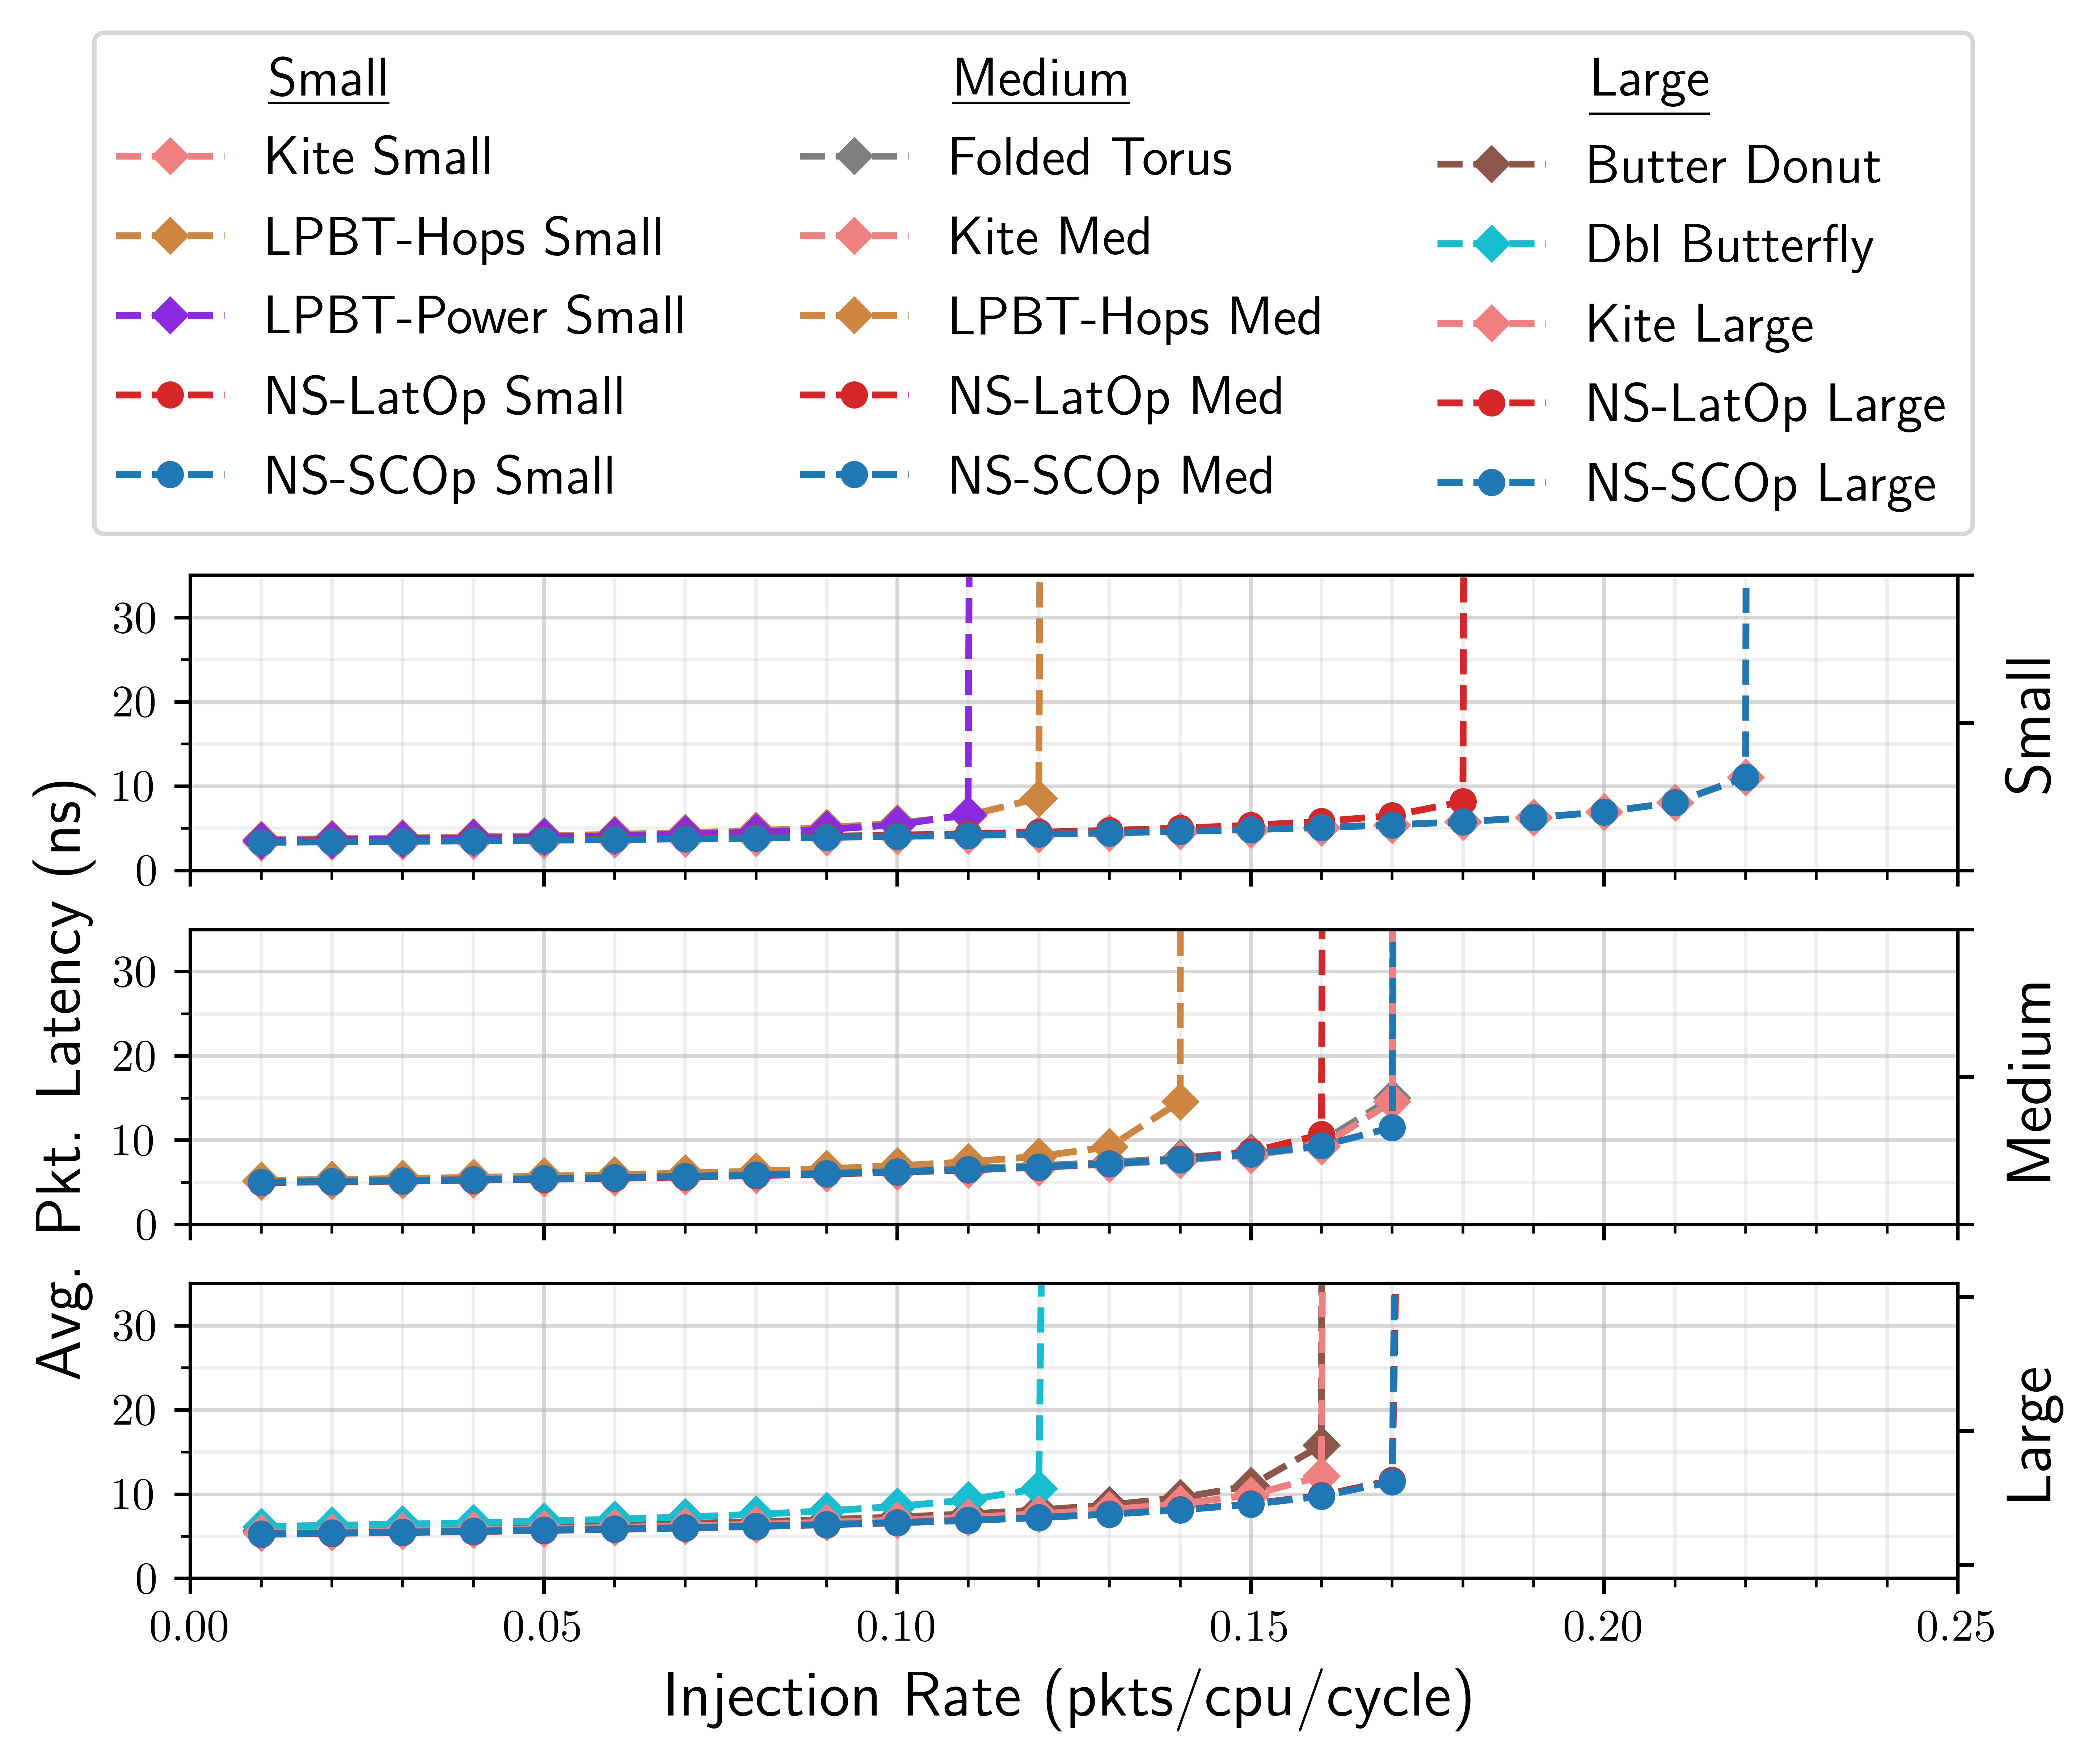 Small
Kite Small
LPBT-Hops Small
LPBT-Power Small
NS-LatOp Small
NS-SCOp Small
Medium
Folded Torus
Kite Med
LPBT-Hops Med
NS-LatOp Med
NS-SCOp Med
Large
Butter Donut
Dbl Butterfly
Kite Large
NS-LatOp Large
NS-SCOp Large
Avg. Pkt. Latency (ns)
30
20
10
0
Small
30
20
10
0
Medium
30
20
10
0
Large
0.00 0.05 0.10 0.15 0.20 0.25
Injection Rate (pkts/cpu/cycle)